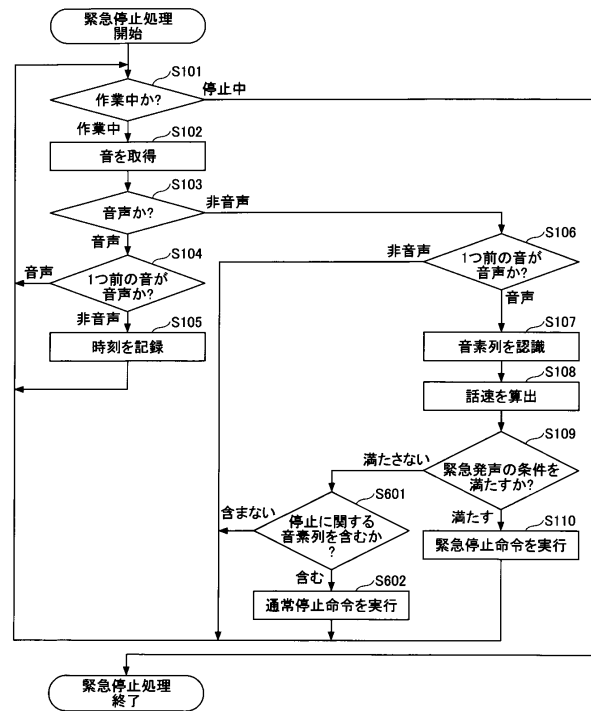 緊急停止処理
開始
S101
作業中か?
停止中
作業中
S102
音を取得
S103
音声か?
非音声
音声
S104
音声
1つ前の音が
音声か?
非音声
S105
時刻を記録
S106
非音声
1つ前の音が
音声か?
音声
S107
音素列を認識
S108
話速を算出
S109
緊急発声の条件を
満たすか?
満たさない
満たす
S110
緊急停止命令を実行
S601
含まない
停止に関する
音素列を含むか
?
含む
S602
通常停止命令を実行
緊急停止処理
終了